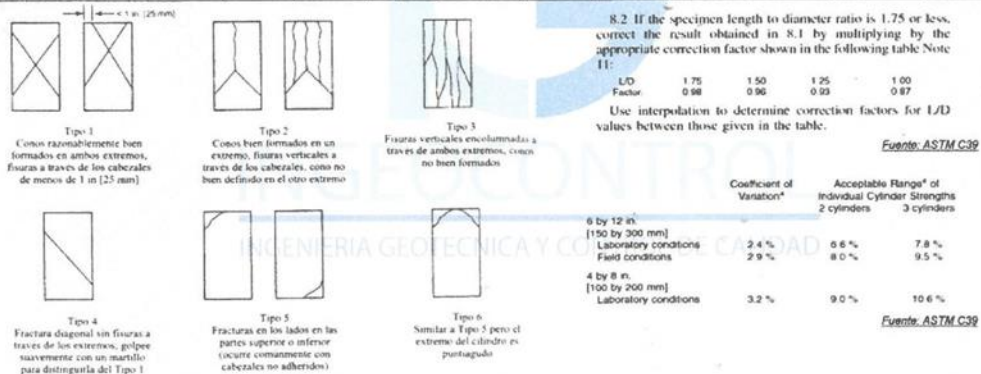 < 1 in. [25 mm]
Tipo 1
Conos razonablemente bien
formados en ambos extremos,
fisuras a través de los cabezales
de menos de 1 in [25 mm]
Tipo 2
Conos bien formados en un
extremo, fisuras verticales a
través de los cabezales, cono no
bien definido en el otro extremo
Tipo 3
Fisuras verticales encolumnadas a
través de ambos extremos, conos
no bien formados
Tipo 4
Fractura diagonal sin fisuras a
través de los extremos, golpee
suavemente con un martillo
para distinguirla del Tipo 1
Tipo 5
Fracturas en los lados en las
partes superior o inferior
(ocurre comunmente con
cabezales no adheridos)
Tipo 6
Similar a Tipo 5 pero el
extremo del cilindro es
puntiagudo
8.2 If the specimen length to diameter ratio is 1.75 or less,
correct the result obtained in 8.1 by multiplying by the
appropriate correction factor shown in the following table Note
11:
L/D 1.75 1.50 1.25 1.00
Factor 0.98 0.96 0.93 0.87
Use interpolation to determine correction factors for L/D
values between those given in the table.
Fuente: ASTM C39
Coefficient of Acceptable Range of
Variation Individual Cylinder Strengths
2 cylinders 3 cylinders
6 by 12 in.
[150 by 300 mm]
Laboratory conditions 2.4 % 6.6 % 7.8 %
Field conditions 2.9 % 8.0 % 9.5 %
4 by 8 in.
[100 by 200 mm]
Laboratory conditions 3.2 % 9.0 % 10.6 %
Fuente: ASTM C39
INGEOCONTROL
INGENIERIA GEOTECNICA Y CONTROL DE CALIDAD